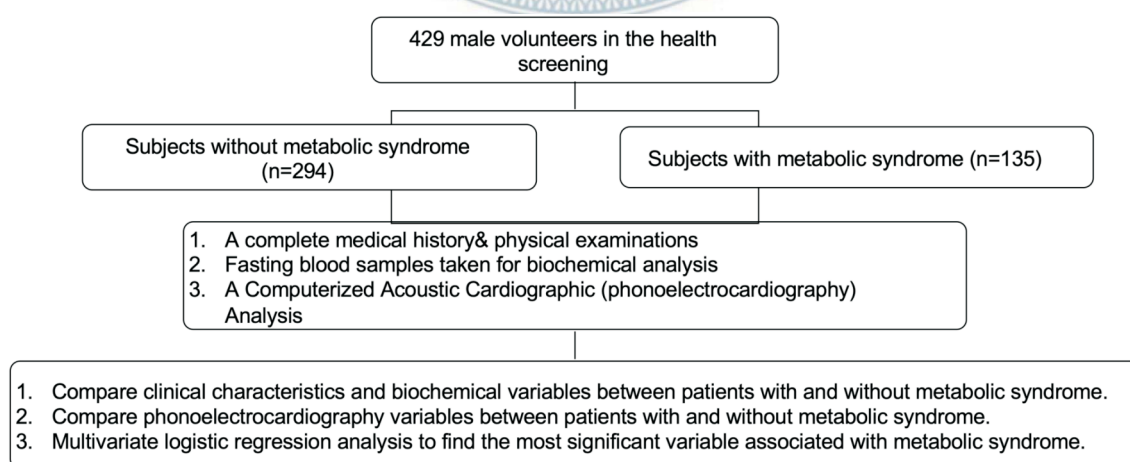 429 male volunteers in the health
screening
Subjects without metabolic syndrome
(n=294)
Subjects with metabolic syndrome (n=135)
1. A complete medical history& physical examinations
2. Fasting blood samples taken for biochemical analysis
3. A Computerized Acoustic Cardiographic (phonoelectrocardiography)
Analysis
1. Compare clinical characteristics and biochemical variables between patients with and without metabolic syndrome.
2. Compare phonoelectrocardiography variables between patients with and without metabolic syndrome.
3. Multivariate logistic regression analysis to find the most significant variable associated with metabolic syndrome.